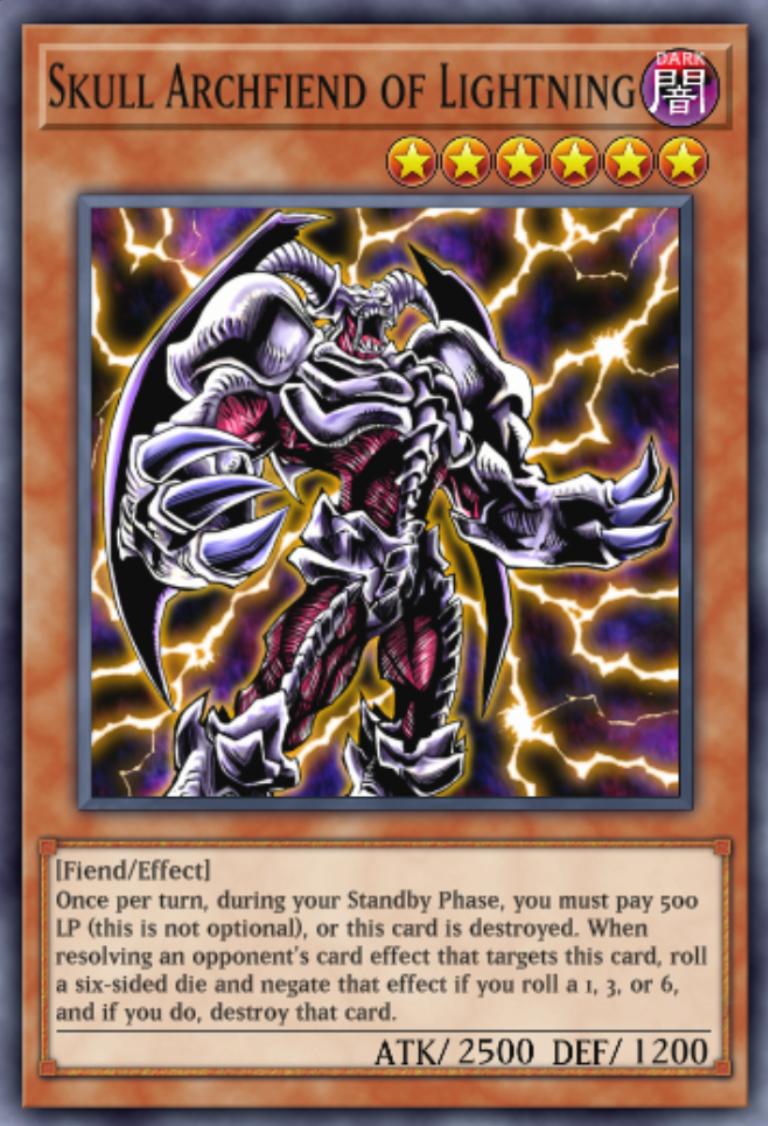 Skull Archfiend of Lightning
DARK
闇
[Fiend/Effect]
Once per turn, during your Standby Phase, you must pay 500
LP (this is not optional), or this card is destroyed. When
resolving an opponent's card effect that targets this card, roll
a six-sided die and negate that effect if you roll a 1, 3, or 6,
and if you do, destroy that card.
ATK/ 2500 DEF/ 1200